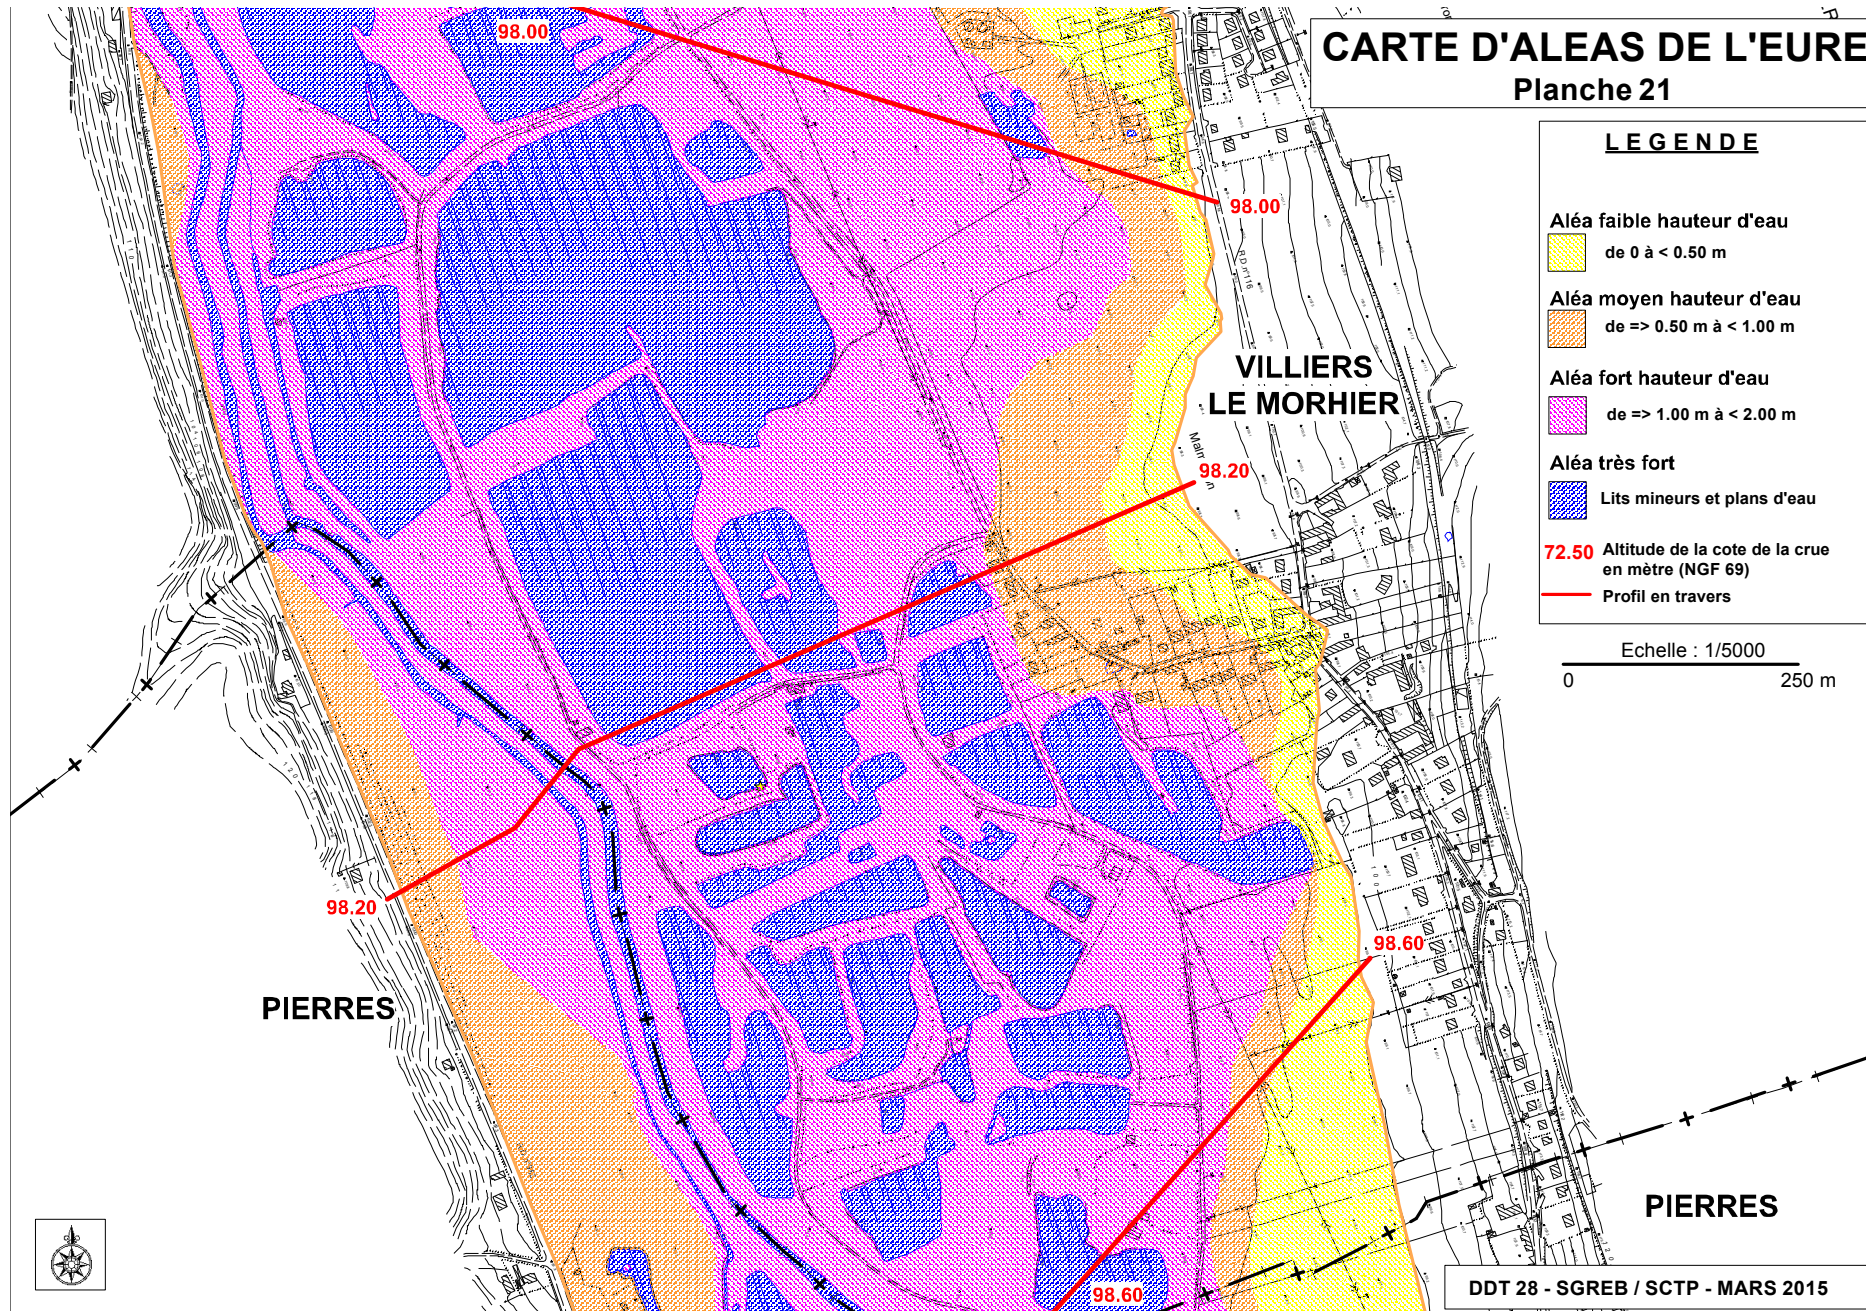 CARTE D'ALEAS DE L'EURE
Planche 21
LEGENDE
Aléa faible hauteur d'eau
de 0 à < 0.50 m
Aléa moyen hauteur d'eau
de => 0.50 m à < 1.00 m
Aléa fort hauteur d'eau
de => 1.00 m à < 2.00 m
Aléa très fort
Lits mineurs et plans d'eau
72.50 Altitude de la cote de la crue
en mètre (NGF 69)
Profil en travers
Echelle : 1/5000
0 250 m
98.00
98.00
R.D.n°116
VILLIERS
LE MORHIER
98.20
98.20
98.60
PIERRES
PIERRES
98.60
DDT 28 - SGREB / SCTP - MARS 2015